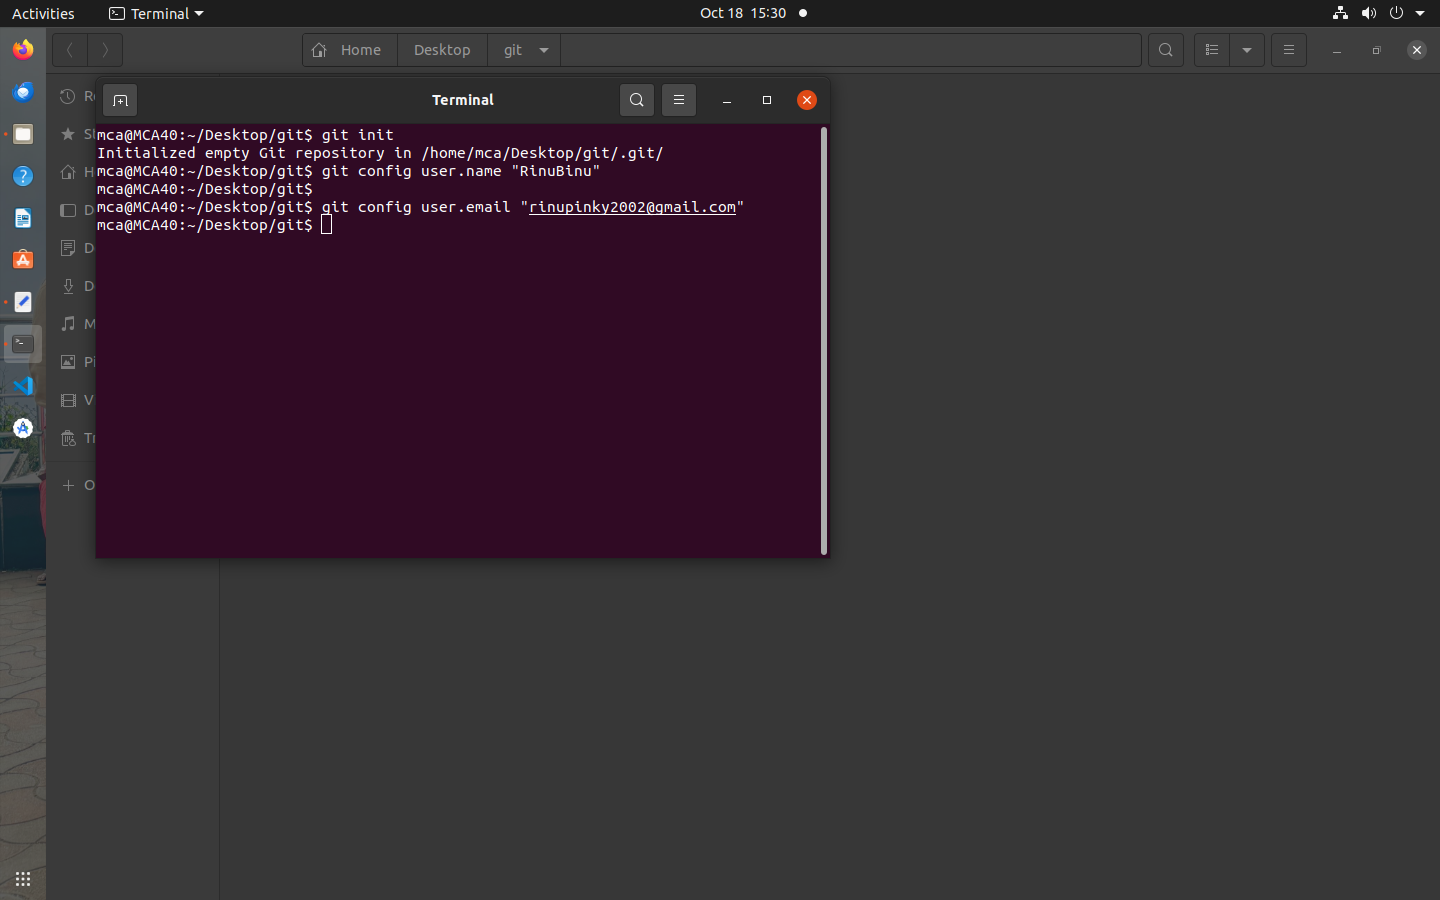 Activities
Terminal
Oct 18 15:30
Home
Desktop
git
Terminal
mca@MCA40:~/Desktop/git$ git init
Initialized empty Git repository in /home/mca/Desktop/git/.git/
mca@MCA40:~/Desktop/git$ git config user.name "RinuBinu"
mca@MCA40:~/Desktop/git$
mca@MCA40:~/Desktop/git$ git config user.email "rinupinky2002@gmail.com"
mca@MCA40:~/Desktop/git$